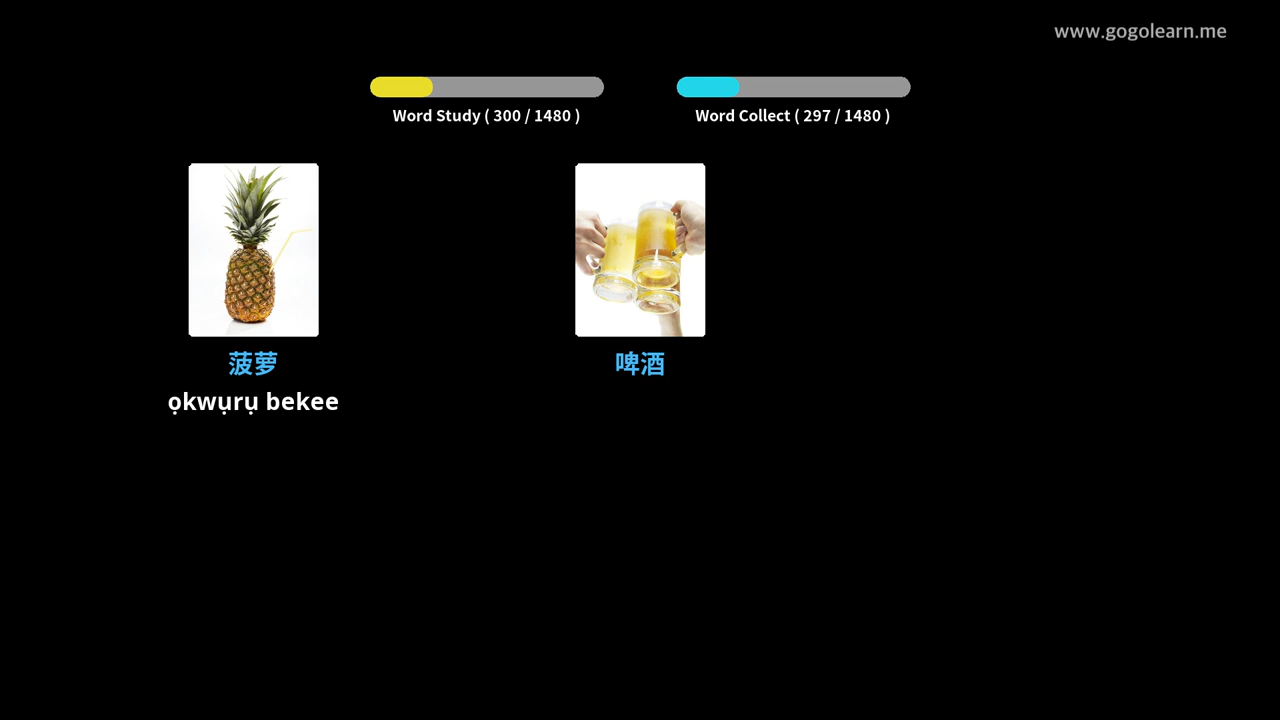 www.gogolearn.me
Word Study ( 300 / 1480 )
Word Collect ( 297 / 1480 )
菠萝
啤酒
ọkwụrụ bekee